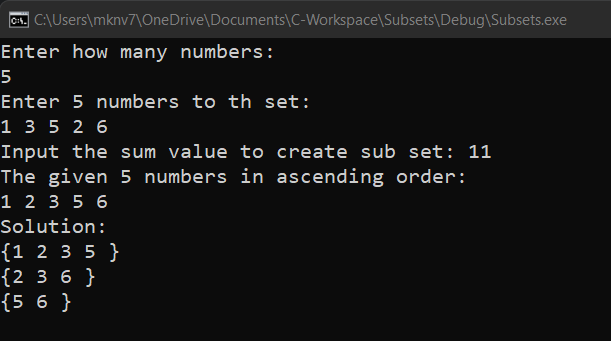 C:\Users\mknv7\OneDrive\Documents\C-Workspace\Subsets\Debug\Subsets.exe
Enter how many numbers:
5
Enter 5 numbers to th set:
1 3 5 2 6
Input the sum value to create sub set: 11
The given 5 numbers in ascending order:
1 2 3 5 6
Solution:
{1 2 3 5 }
{2 3 6 }
{5 6 }